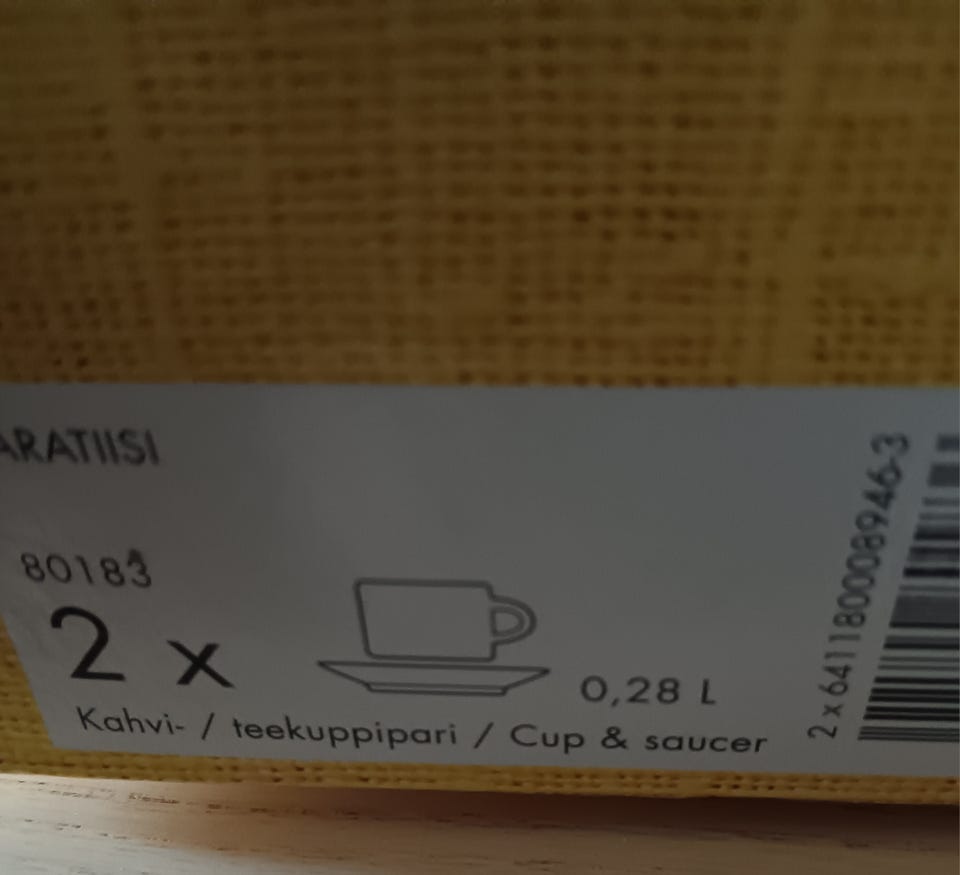 ARATIISI
80183
2 x
0,28 L
Kahvi- / teekuppipari / Cup & saucer
2 x 6411800089463